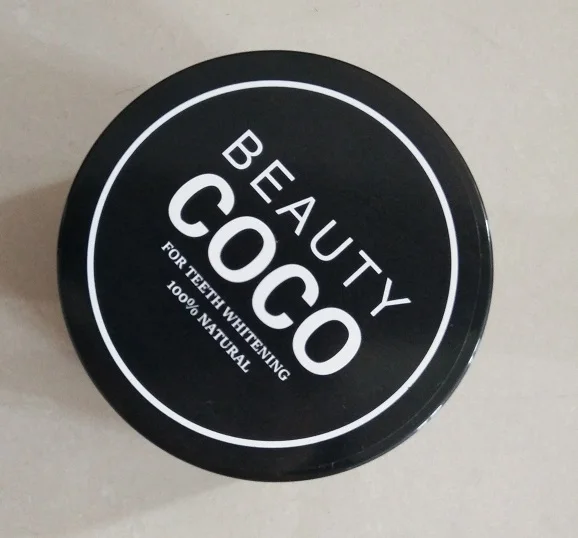 BEAUTY
COCO
FOR TEETH WHITENING
100% NATURAL